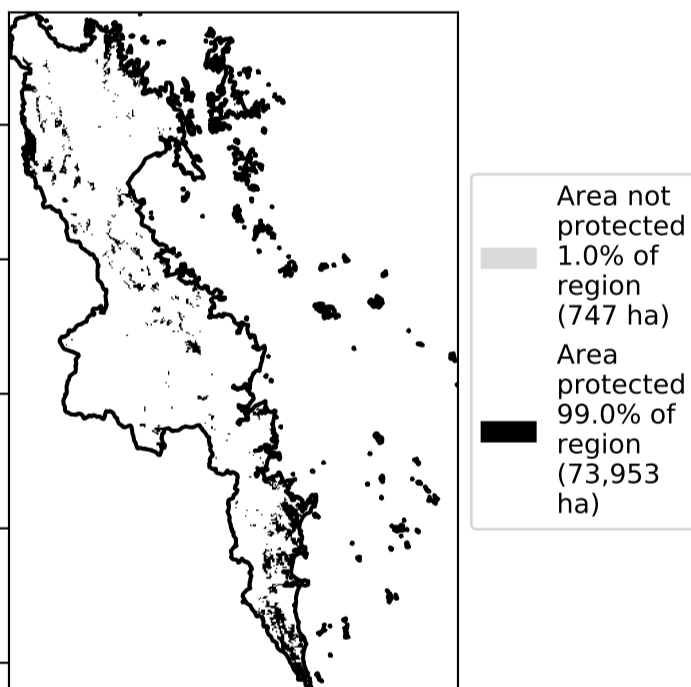 Area not
protected
1.0% of
region
(747 ha)
Area
protected
99.0% of
region
(73,953
ha)